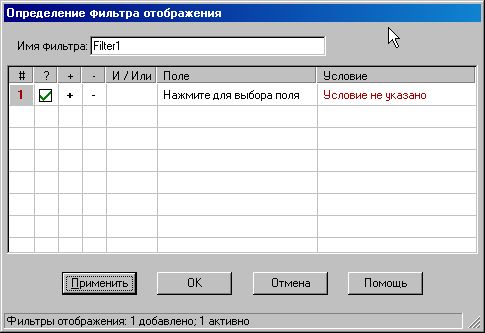 Определение фильтра отображения
Имя фильтра: Filter1
# ? + - И / Или Поле Условие
1 + - Нажмите для выбора поля Условие не указано
Применить OK Отмена Помощь
Фильтры отображения: 1 добавлено; 1 активно